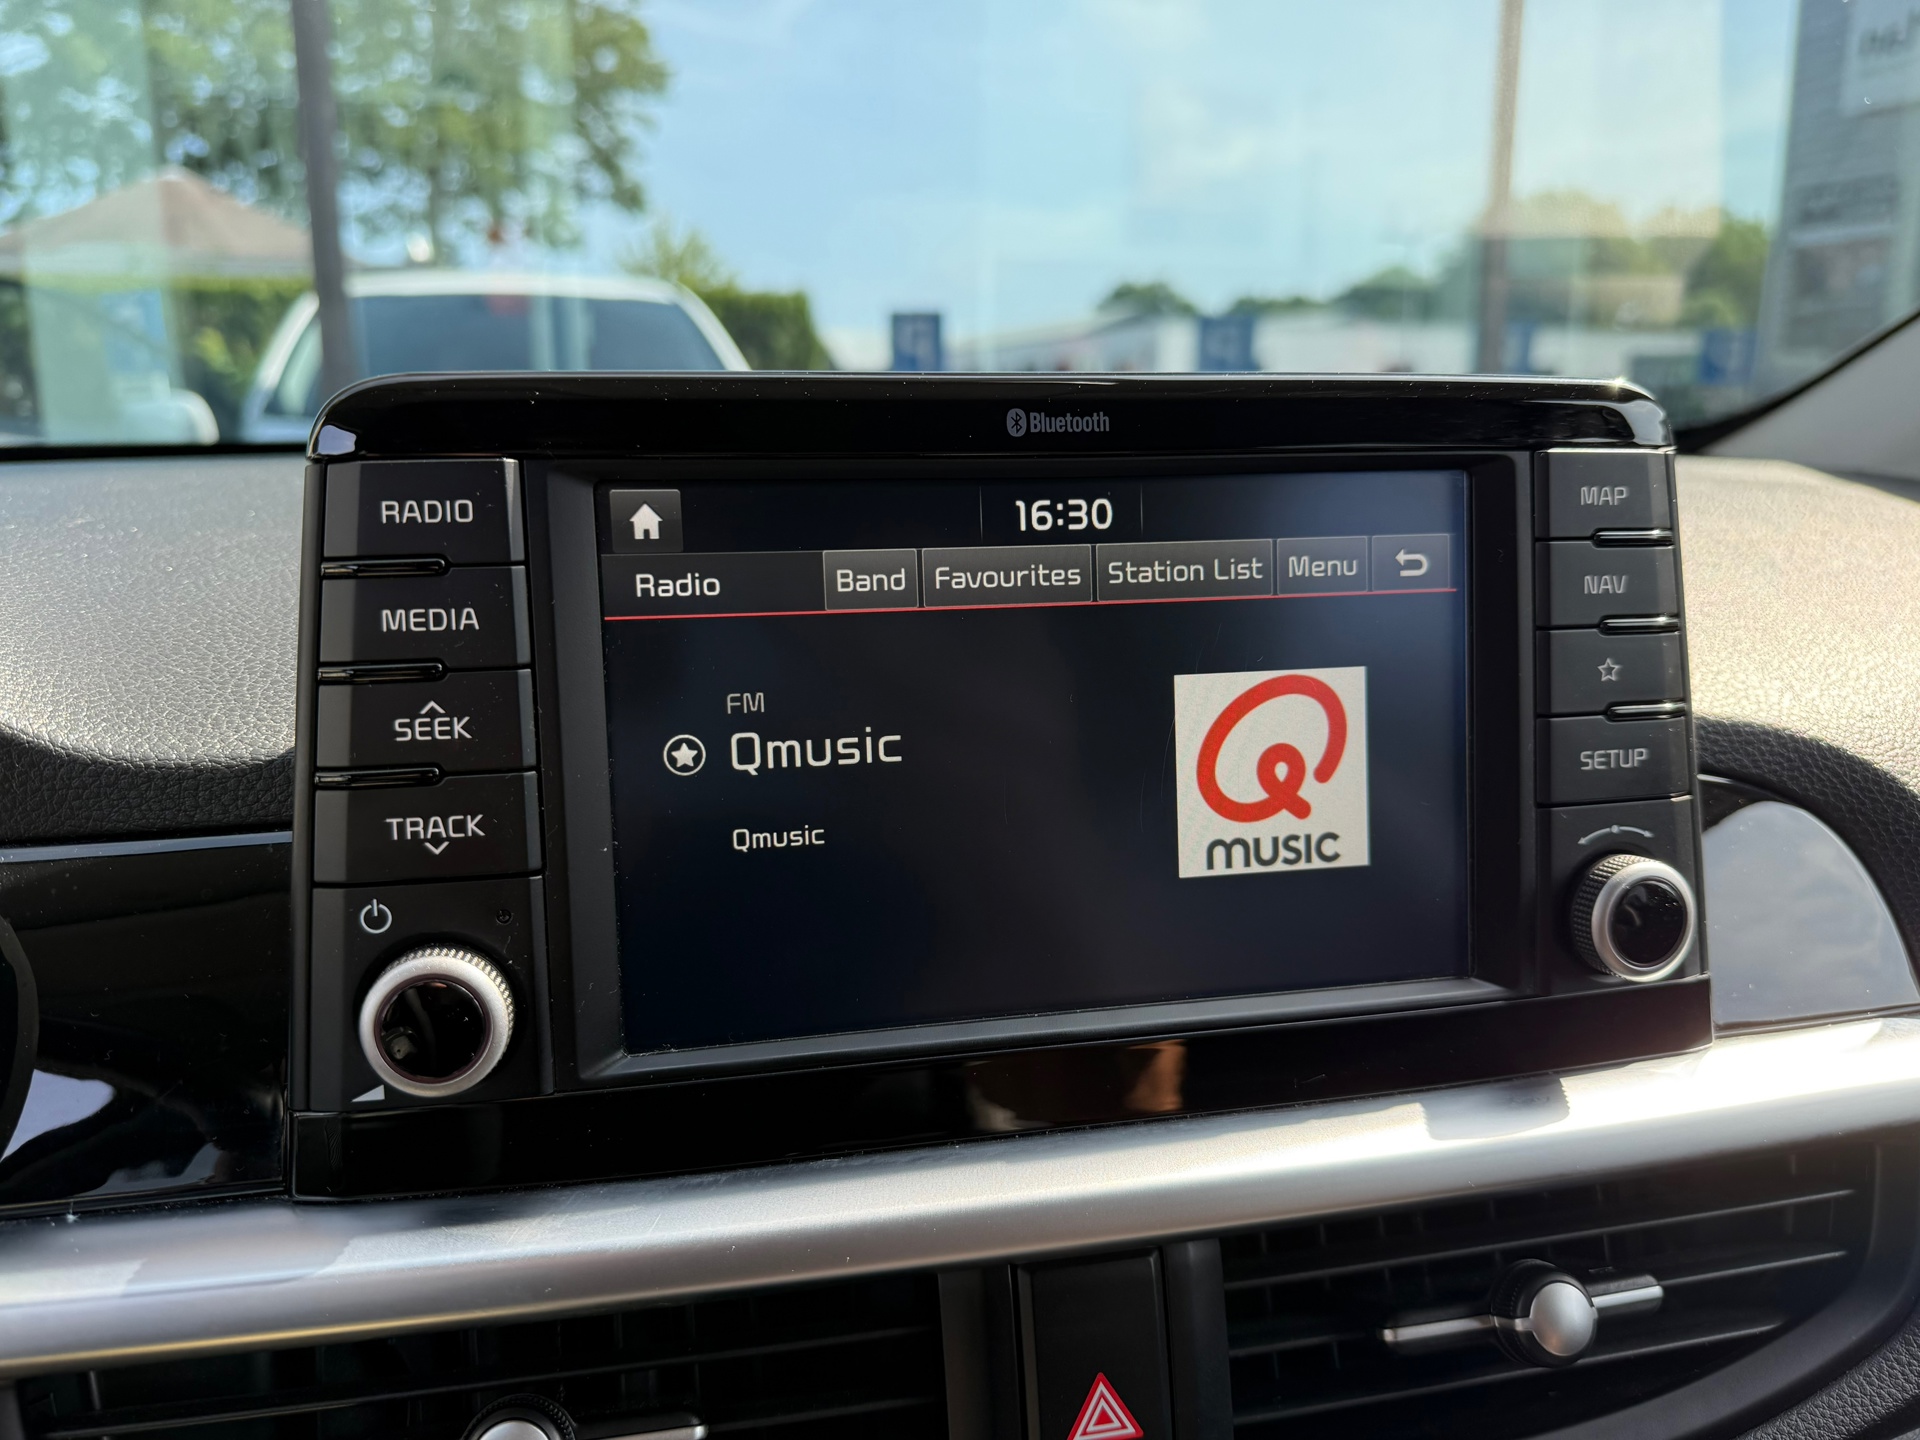 Bluetooth
RADIO
MEDIA
SEEK
TRACK
16:30
Radio
Band
Favourites
Station List
Menu
FM
Qmusic
Qmusic
Q
MUSIC
MAP
NAV
SETUP